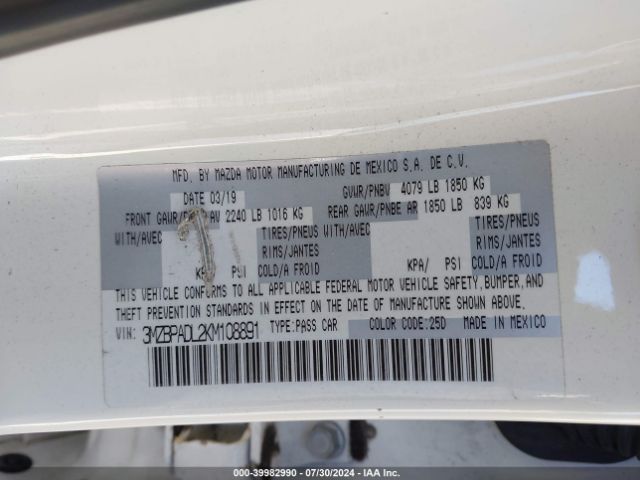 MFD. BY MAZDA MOTOR MANUFACTURING DE MEXICO S.A. DE C.V.
DATE 03/19 GVWR/PNBV 4079 LB 1850 KG
FRONT GAWR/ AV 2240 LB 1016 KG REAR GAWR/PNBE AR 1850 LB 839 KG
WITH/AVEC TIRES/PNEUS WITH/AVEC TIRES/PNEUS
RIMS/JANTES RIMS/JANTES
PSI COLD/A FROID KPA/ PSI COLD/A FROID
THIS VEHICLE CONFORMS TO ALL APPLICABLE FEDERAL MOTOR VEHICLE SAFETY,BUMPER,AND
THEFT PREVENTION STANDARDS IN EFFECT ON THE DATE OF MANUFACTURE SHOWN ABOVE.
VIN: 3MZBPADL2KM108891 TYPE:PASS CAR COLOR CODE:25D MADE IN MEXICO
000-39982990 - 07/30/2024 - IAA Inc.